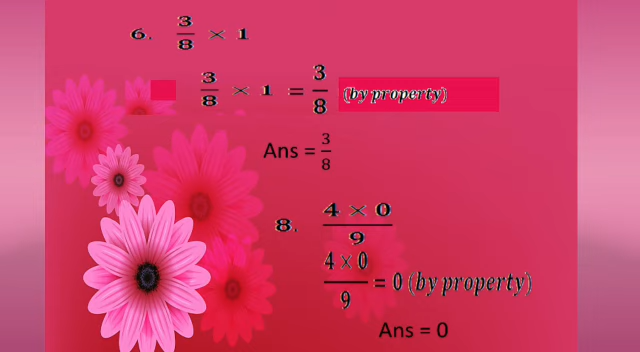 6. 3/8 × 1
3/8 × 1 = 3/8 (by property)
Ans = 3/8
8. 4 × 0/9
4 × 0/9 = 0 (by property)
Ans = 0